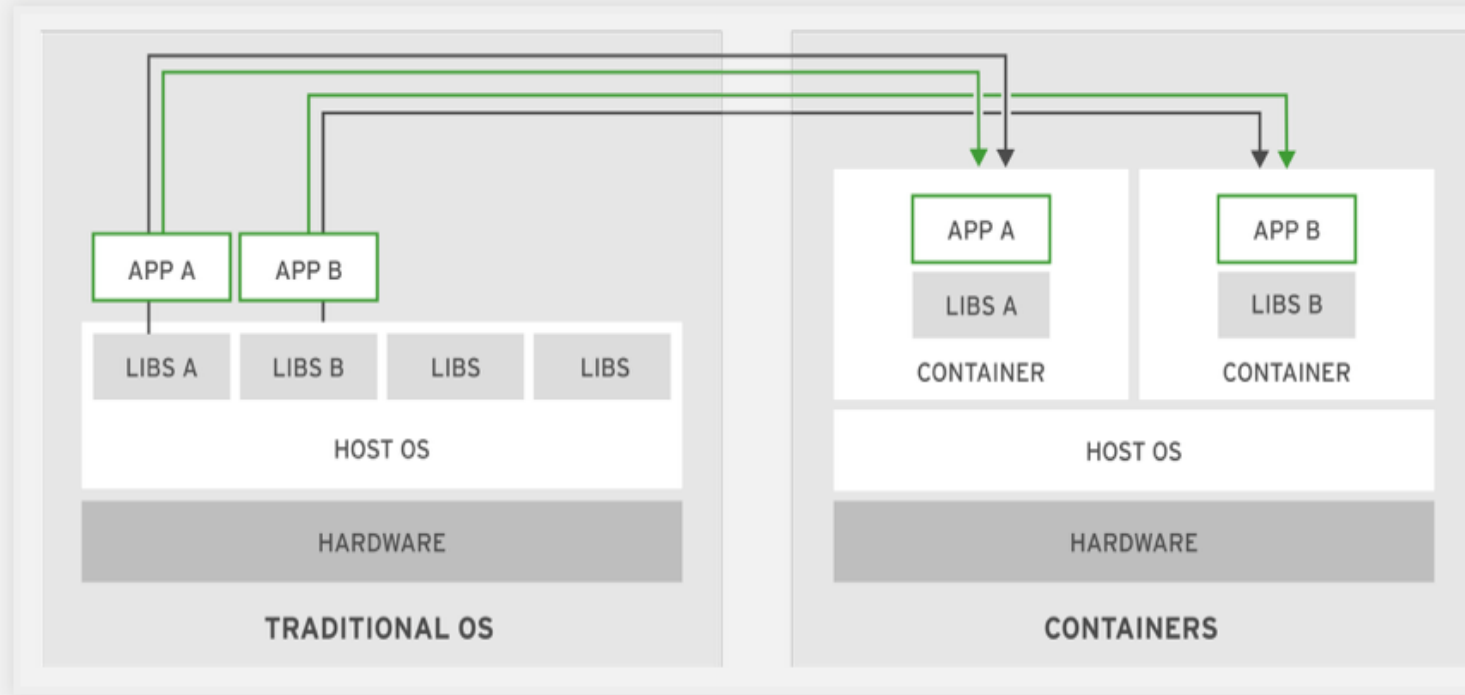 APP A
APP B
LIBS A
LIBS B
LIBS
LIBS
HOST OS
HARDWARE
TRADITIONAL OS
APP A
LIBS A
CONTAINER
APP B
LIBS B
CONTAINER
HOST OS
HARDWARE
CONTAINERS